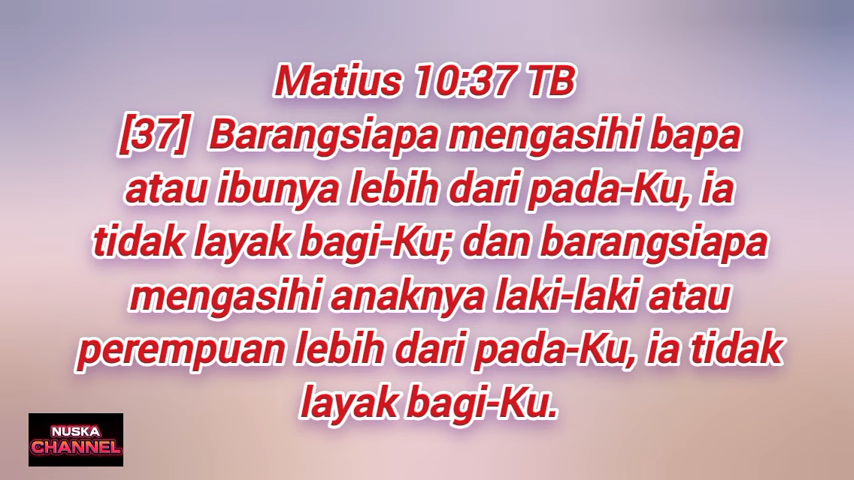 Matius 10:37 TB
[37] Barangsiapa mengasihi bapa
atau ibunya lebih dari pada-Ku, ia
tidak layak bagi-Ku; dan barangsiapa
mengasihi anaknya laki-laki atau
perempuan lebih dari pada-Ku, ia tidak
layak bagi-Ku.
NUSKA
CHANNEL